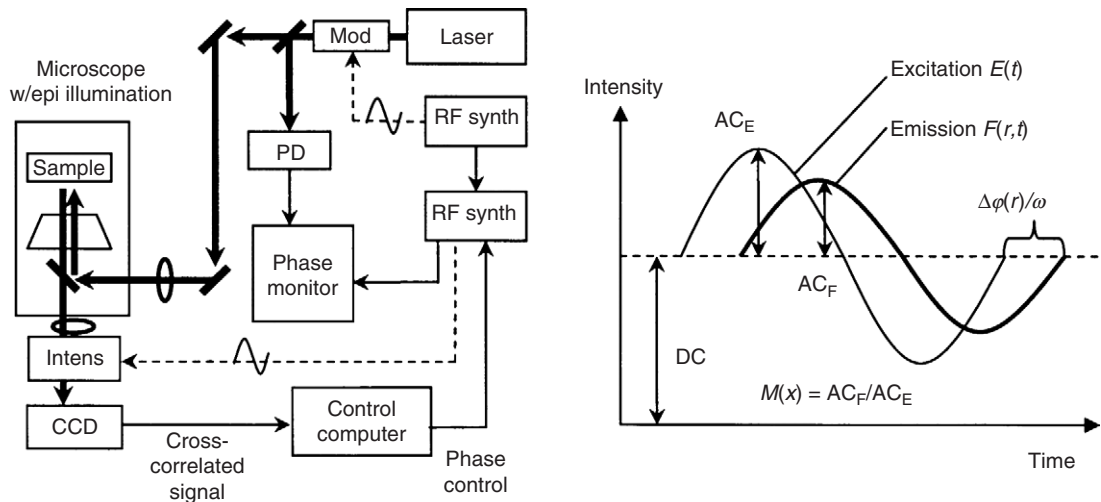 Microscope
w/epi illumination
Mod
Laser
RF synth
PD
Sample
RF synth
Phase
monitor
Intens
CCD
Control
computer
Cross-
correlated
signal
Phase
control
Intensity
Excitation E(t)
AC_E
Emission F(r,t)
Δφ(r)/ω
AC_F
DC
M(x) = AC_F/AC_E
Time